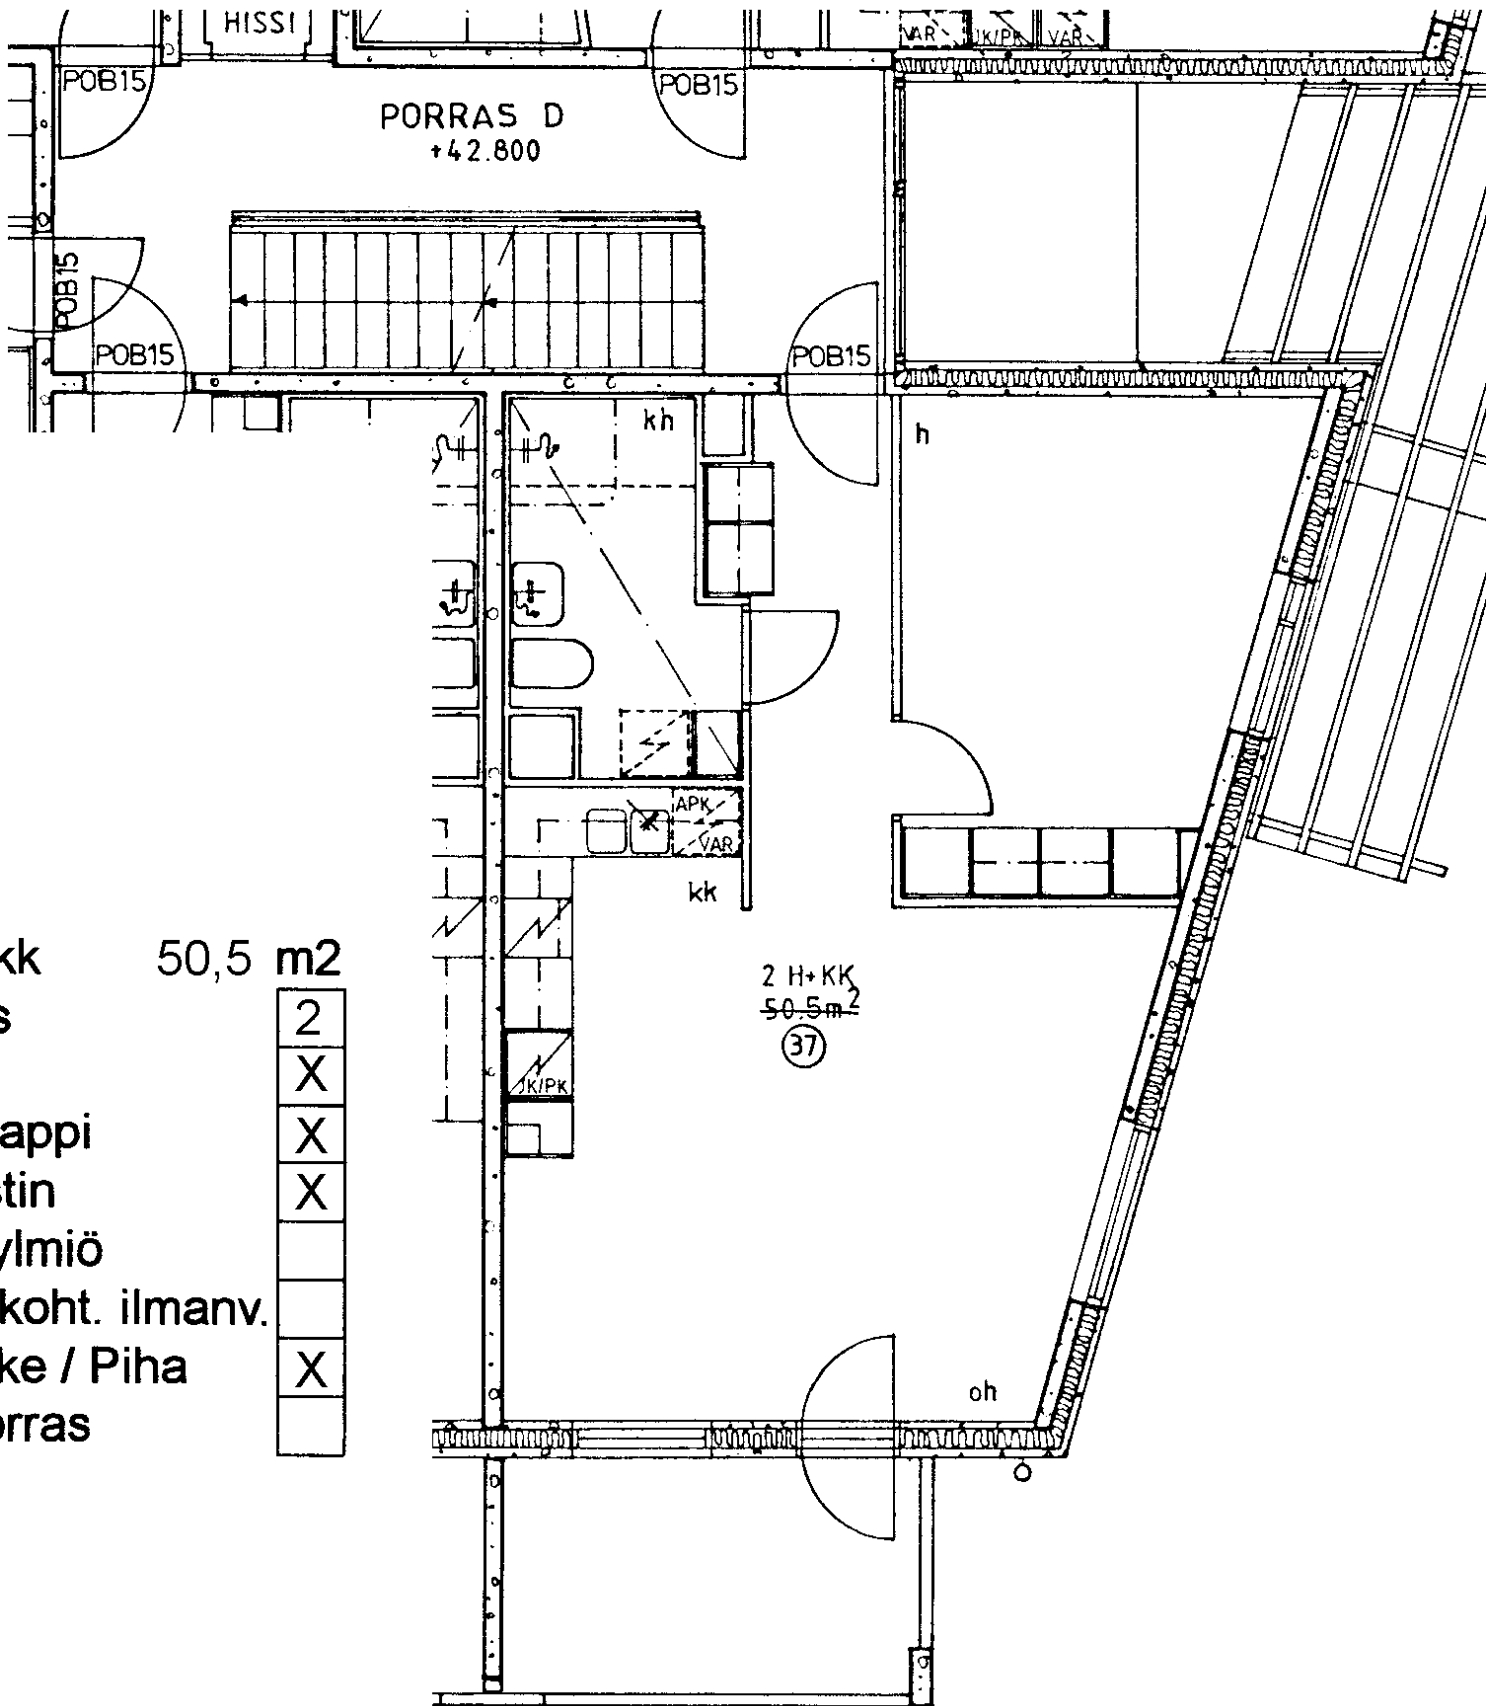 HISSI
VAR
JK/PK
VAR
POB15
POB15
PORRAS D
+42.800
POB15
POB15
POB15
kh
h
APK
VAR
kk
kk 50,5 m2
2 H+KK
50.5m²
37
s 2
X
JK/PK
appi X
stin X
ylmiö
koht. ilmanv.
ke / Piha X
oh
orras